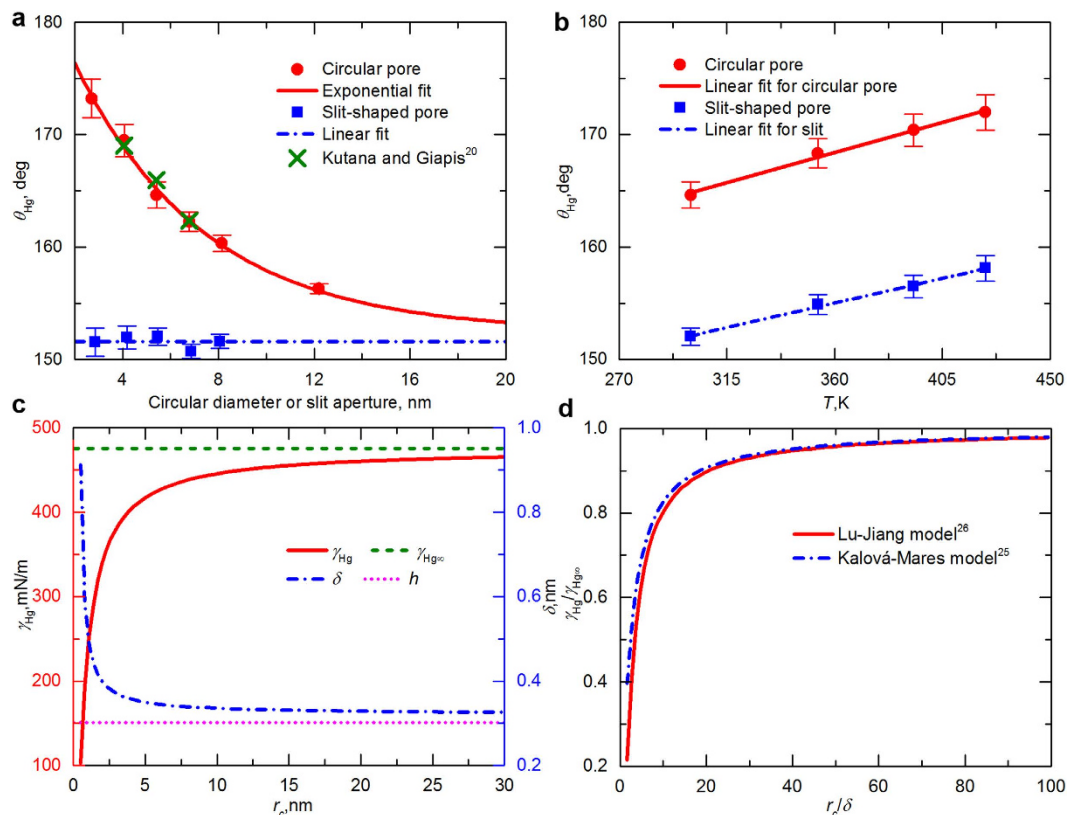 a
180
170
160
150
θHg, deg
4 8 12 16 20
Circular diameter or slit aperture, nm
Circular pore
Exponential fit
Slit-shaped pore
Linear fit
Kutana and Giapis20
b
180
170
160
150
θHg,deg
270 315 360 405 450
T,K
Circular pore
Linear fit for circular pore
Slit-shaped pore
Linear fit for slit
c
500
400
300
200
100
γHg,mN/m
0 5 10 15 20 25 30
rc,nm
1.0
0.8
0.6
0.4
0.2
δ,nm
γHg γHg∞
δ h
d
1.0
0.8
0.6
0.4
0.2
γHg/γHg∞
0 20 40 60 80 100
rc/δ
Lu-Jiang model26
Kalová-Mares model25